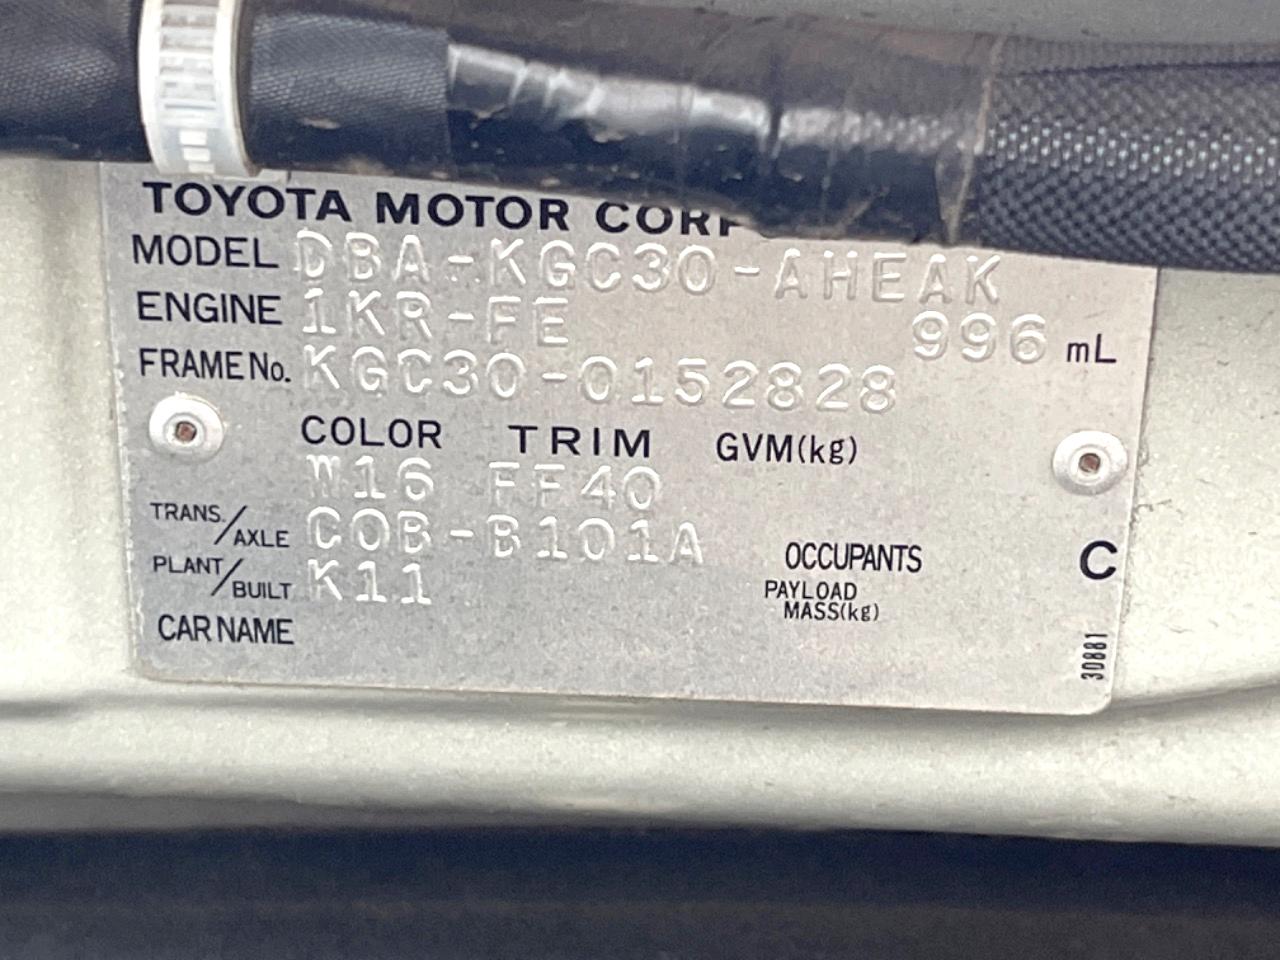 TOYOTA MOTOR CORP
MODEL DBA-KGC30-AHEAK
ENGINE 1KR-FE 996 mL
FRAME No. KGC30-0152828
COLOR TRIM GVM(kg)
W16 FF40
TRANS./AXLE COB-B101A OCCUPANTS C
PLANT/BUILT K11 PAYLOAD MASS(kg)
CAR NAME
30881